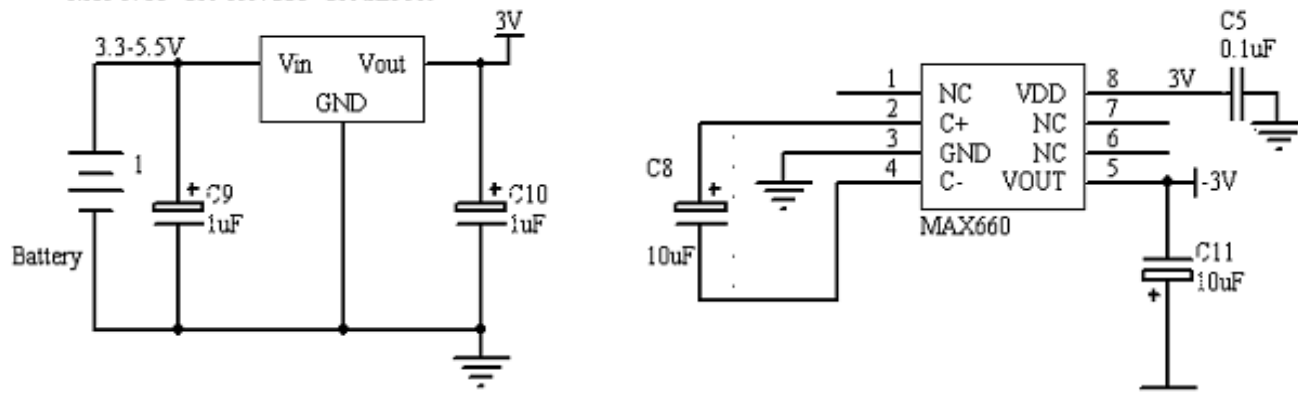 3.3-5.5V
3V
Vin Vout
GND
1
+ C9
1uF
+ C10
1uF
Battery
C5
0.1uF
1 NC VDD 8 3V
2 C+ NC 7
3 GND NC 6
4 C- VOUT 5 -3V
MAX660
C8
+
10uF
C11
10uF
+